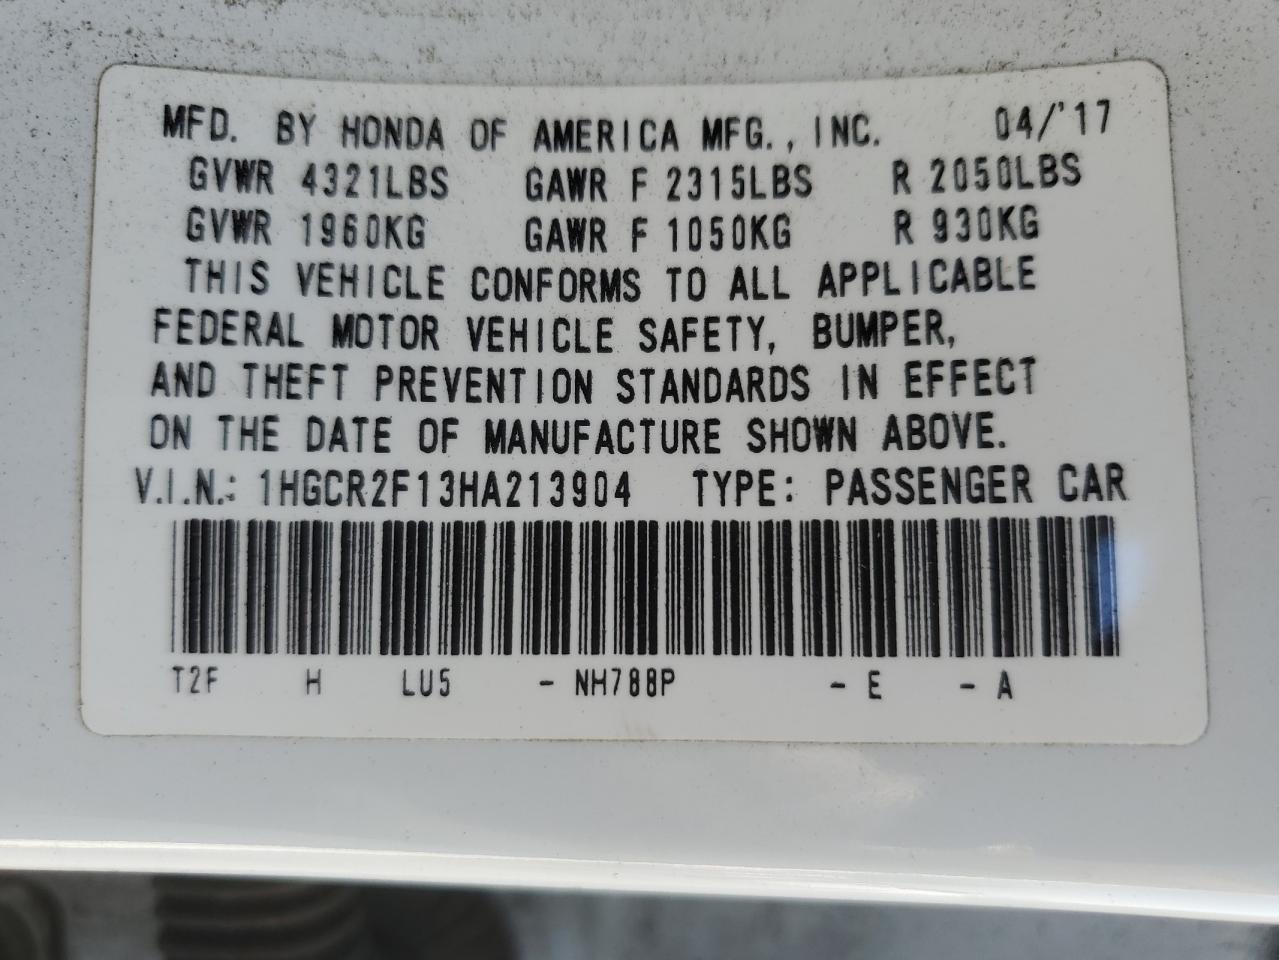 MFD. BY HONDA OF AMERICA MFG., INC. 04/'17
GVWR 4321LBS GAWR F 2315LBS R 2050LBS
GVWR 1960KG GAWR F 1050KG R 930KG
THIS VEHICLE CONFORMS TO ALL APPLICABLE
FEDERAL MOTOR VEHICLE SAFETY, BUMPER,
AND THEFT PREVENTION STANDARDS IN EFFECT
ON THE DATE OF MANUFACTURE SHOWN ABOVE.
V.I.N.: 1HGCR2F13HA213904 TYPE: PASSENGER CAR
T2F H LU5 - NH788P - E - A